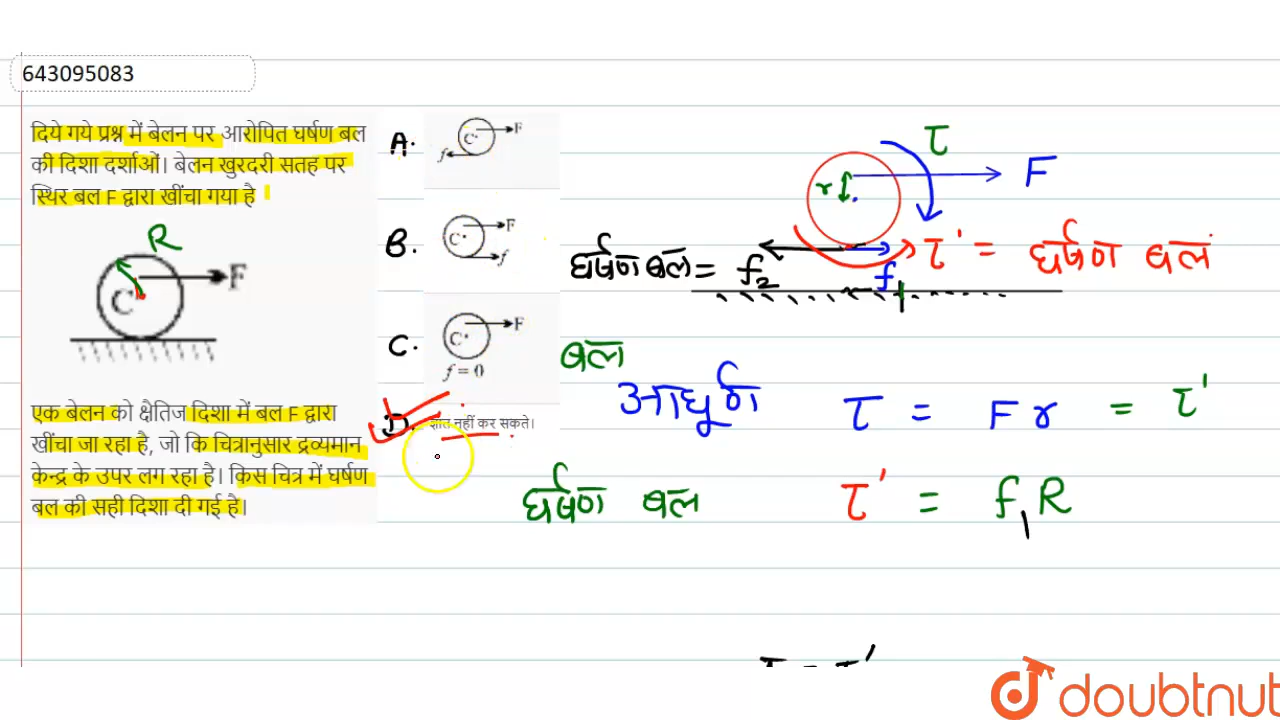 643095083
दिये गये प्रश्न में बेलन पर आरोपित घर्षण बल
की दिशा दर्शाओं। बेलन खुरदरी सतह पर
स्थिर बल F द्वारा खींचा गया है
R
C
F
एक बेलन को क्षैतिज दिशा में बल F द्वारा
खींचा जा रहा है, जो कि चित्रानुसार द्रव्यमान
केन्द्र के उपर लग रहा है। किस चित्र में घर्षण
बल की सही दिशा दी गई है।
A.
C
F
f
B.
C
F
f
C.
C
F
f = 0
D.
ज्ञात नहीं कर सकते।
τ
F
r
घर्षण बल = f₂
f₁
τ' = घर्षण बल
बल
आघूर्ण τ = Fr = τ'
घर्षण बल τ' = f₁R
doubtnut